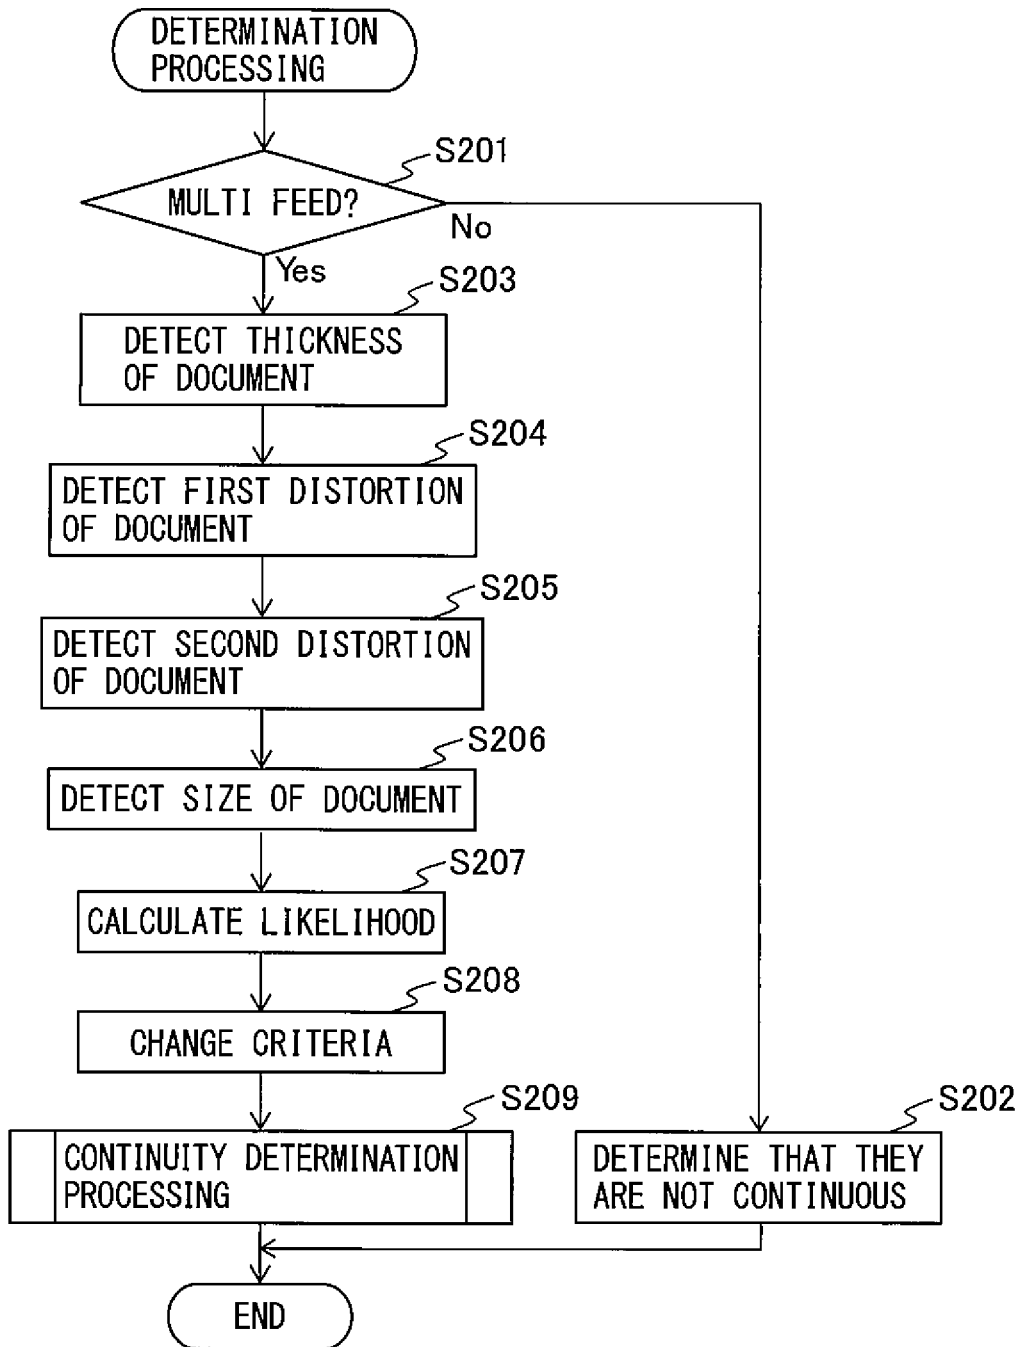 DETERMINATION
PROCESSING
S201
MULTI FEED?
No
Yes
S203
DETECT THICKNESS
OF DOCUMENT
S204
DETECT FIRST DISTORTION
OF DOCUMENT
S205
DETECT SECOND DISTORTION
OF DOCUMENT
S206
DETECT SIZE OF DOCUMENT
S207
CALCULATE LIKELIHOOD
S208
CHANGE CRITERIA
S209
CONTINUITY DETERMINATION
PROCESSING
S202
DETERMINE THAT THEY
ARE NOT CONTINUOUS
END